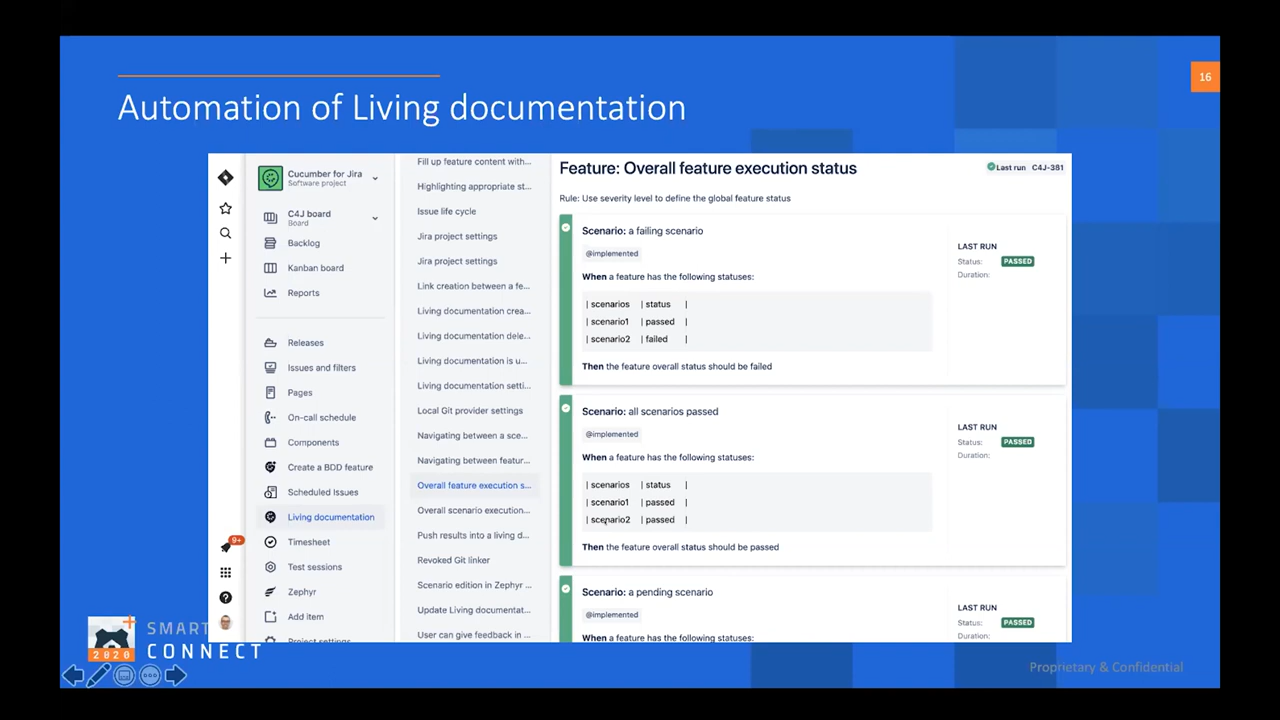 16
Automation of Living documentation
Cucumber for Jira
Software project
C4J board
Board
Backlog
Kanban board
Reports
Releases
Issues and filters
Pages
On-call schedule
Components
Create a BDD feature
Scheduled Issues
Living documentation
Timesheet
Test sessions
Zephyr
Add item
Project settings
9+
Fill up feature content with...
Highlighting appropriate st...
Issue life cycle
Jira project settings
Jira project settings
Link creation between a fe...
Living documentation crea...
Living documentation dele...
Living documentation is u...
Living documentation setti...
Local Git provider settings
Navigating between a sce...
Navigating between featur...
Overall feature execution s...
Overall scenario execution...
Push results into a living d...
Revoked Git linker
Scenario edition in Zephyr ...
Update Living documentat...
User can give feedback in ...
Feature: Overall feature execution status
Last run C4J-381
Rule: Use severity level to define the global feature status
Scenario: a failing scenario
@implemented
When a feature has the following statuses:
| scenarios | status |
| scenario1 | passed |
| scenario2 | failed |
Then the feature overall status should be failed
LAST RUN
Status: PASSED
Duration:
Scenario: all scenarios passed
@implemented
When a feature has the following statuses:
| scenarios | status |
| scenario1 | passed |
| scenario2 | passed |
Then the feature overall status should be passed
LAST RUN
Status: PASSED
Duration:
Scenario: a pending scenario
@implemented
When a feature has the following statuses:
LAST RUN
Status: PASSED
Duration:
SMART
CONNECT
2020
Proprietary & Confidential